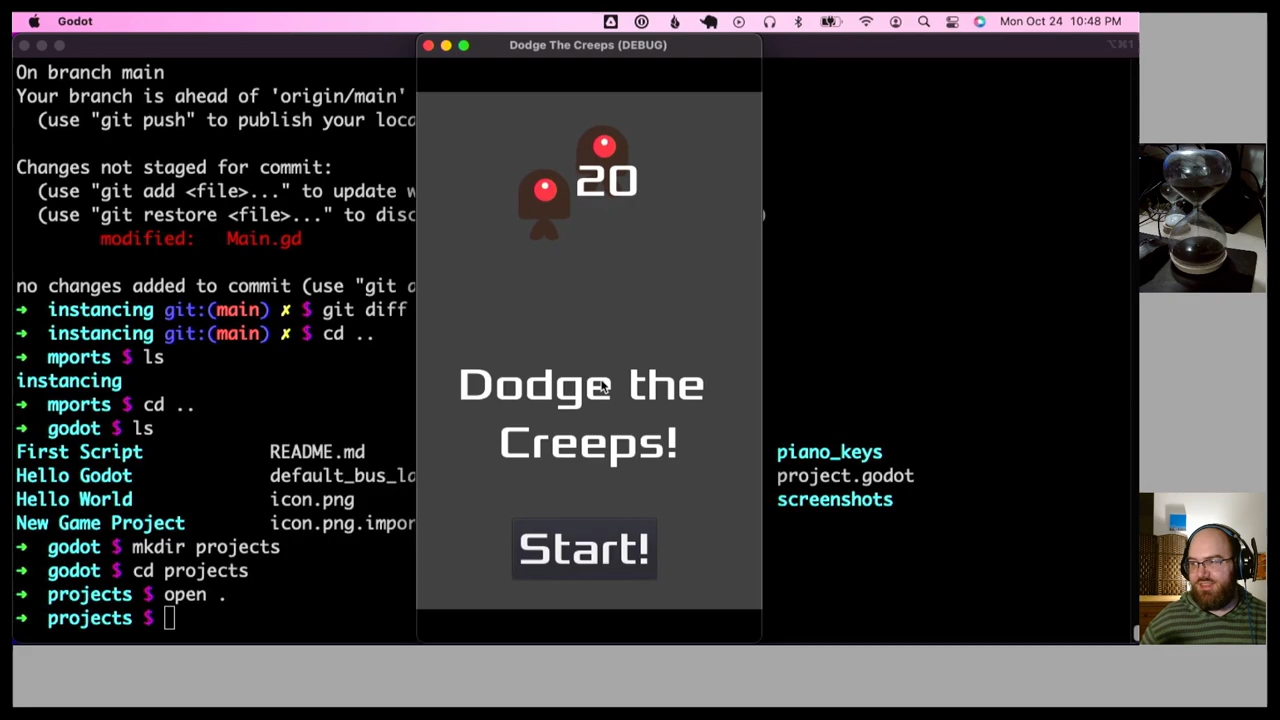 Godot
Mon Oct 24 10:48 PM
Dodge The Creeps (DEBUG)
⌥⌘1
On branch main
Your branch is ahead of 'origin/main'
(use "git push" to publish your loca
Changes not staged for commit:
(use "git add <file>..." to update w
(use "git restore <file>..." to disc
)
modified: Main.gd
no changes added to commit (use "git a
➜ instancing git:(main) ✗ $ git diff
➜ instancing git:(main) ✗ $ cd ..
➜ mports $ ls
instancing
➜ mports $ cd ..
➜ godot $ ls
First Script README.md piano_keys
Hello Godot default_bus_la project.godot
Hello World icon.png screenshots
New Game Project icon.png.impor
➜ godot $ mkdir projects
➜ godot $ cd projects
➜ projects $ open .
➜ projects $
20
Dodge the
Creeps!
Start!